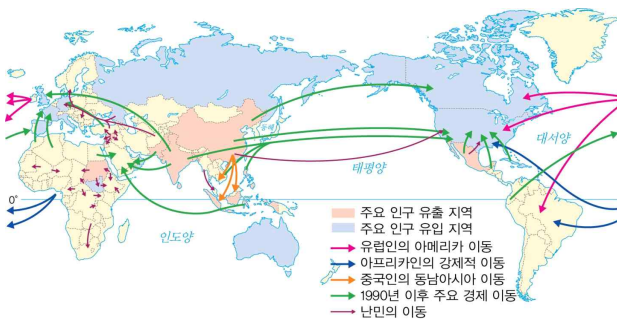 대서양
태평양
0°
인도양
주요 인구 유출 지역
주요 인구 유입 지역
유럽인의 아메리카 이동
아프리카인의 강제적 이동
중국인의 동남아시아 이동
1990년 이후 주요 경제 이동
난민의 이동